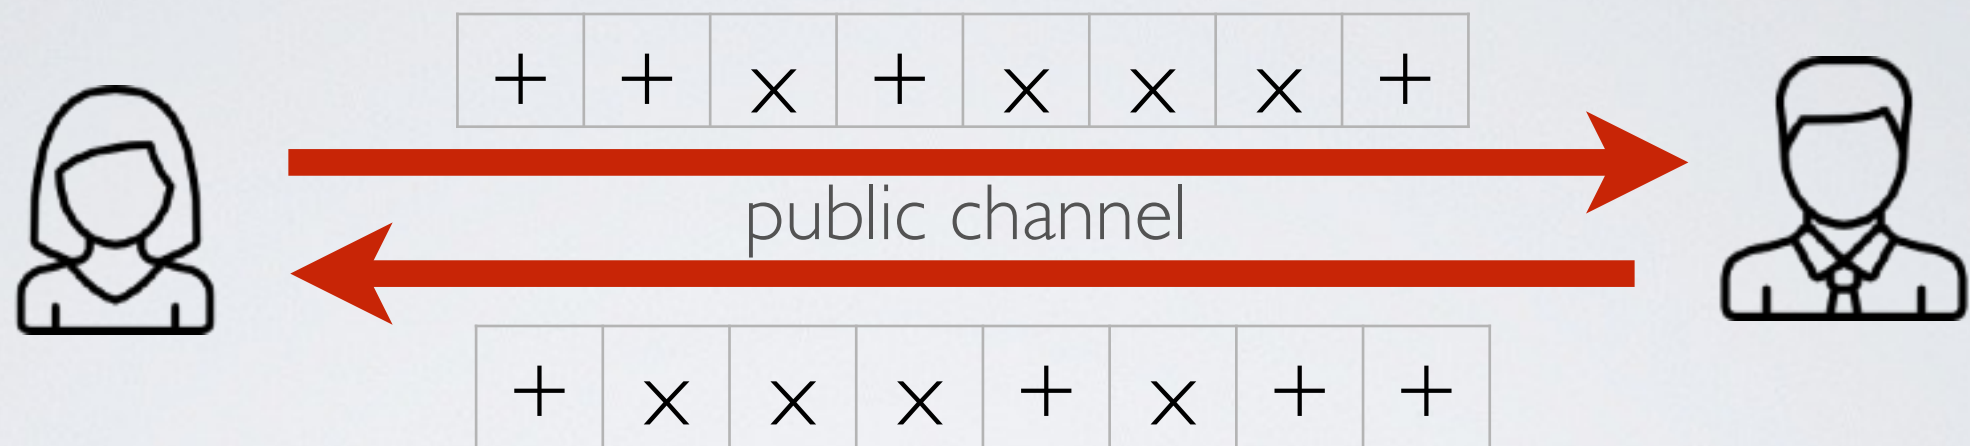 + + x + x x x +
public channel
+ x x x + x + +